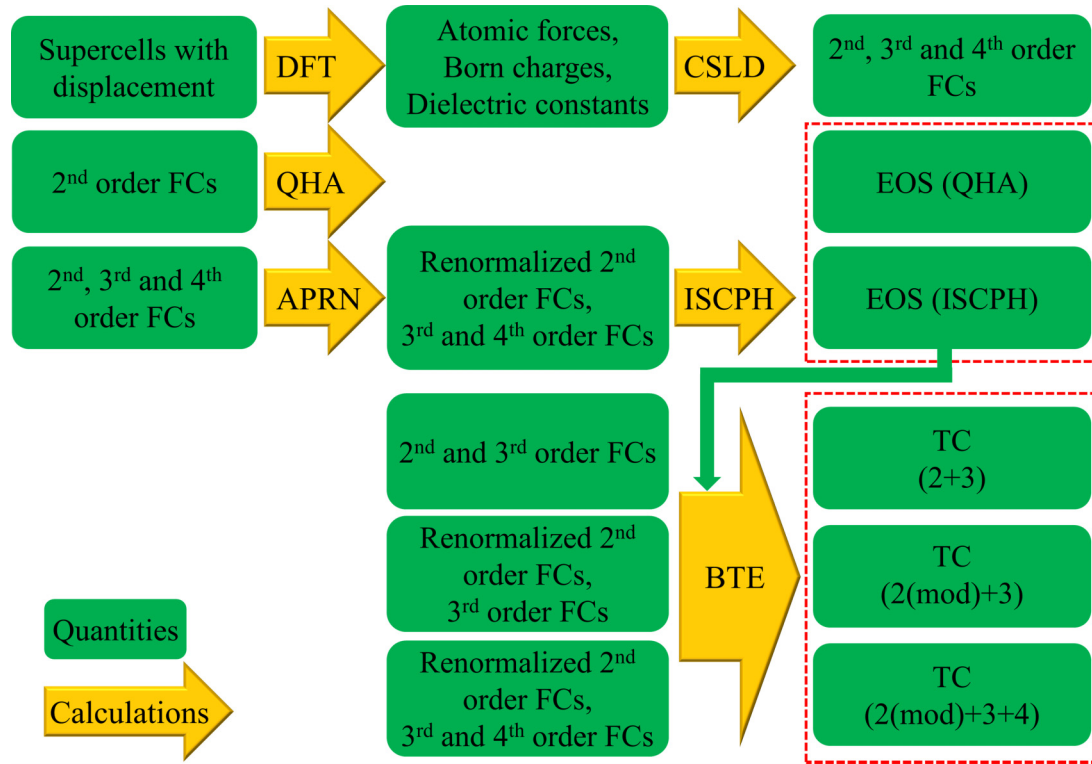 Supercells with
displacement
DFT
Atomic forces,
Born charges,
Dielectric constants
CSLD
2nd, 3rd and 4th order
FCs
2nd order FCs
QHA
EOS (QHA)
2nd, 3rd and 4th
order FCs
APRN
Renormalized 2nd
order FCs,
3rd and 4th order FCs
ISCPH
EOS (ISCPH)
2nd and 3rd order FCs
TC
(2+3)
Renormalized 2nd
order FCs,
3rd order FCs
BTE
TC
(2(mod)+3)
Renormalized 2nd
order FCs,
3rd and 4th order FCs
TC
(2(mod)+3+4)
Quantities
Calculations